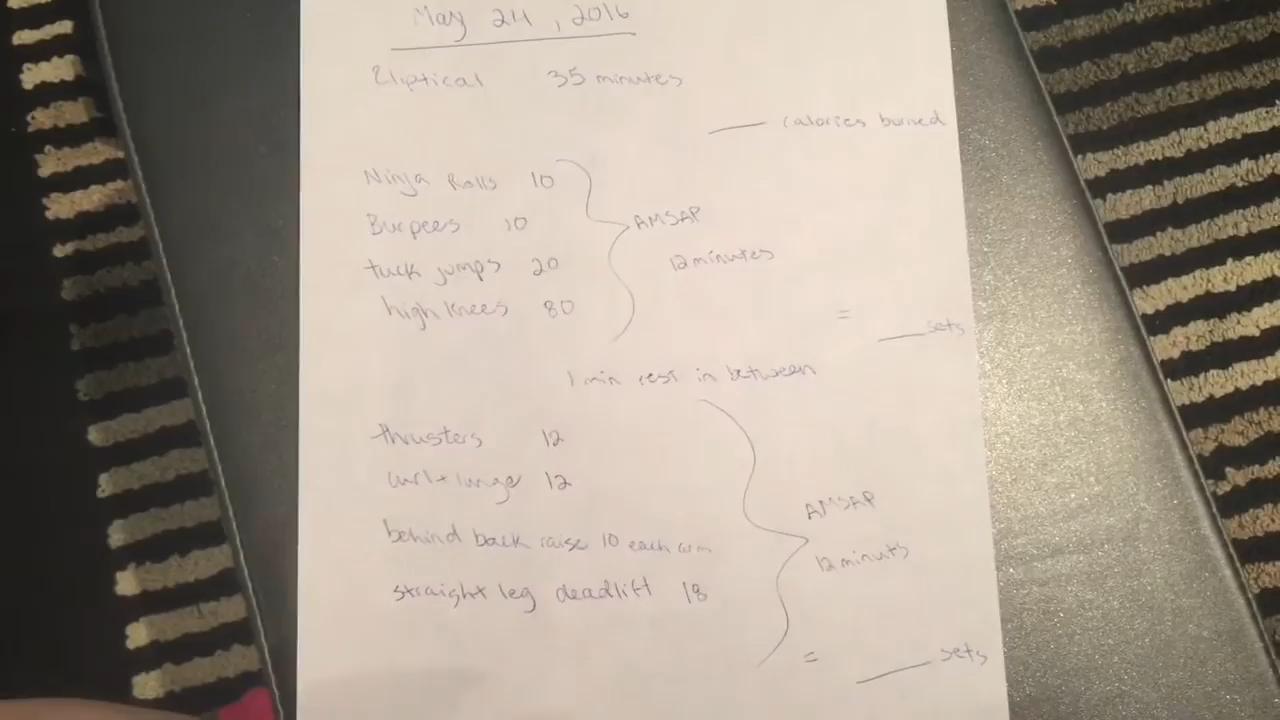 May 24, 2016
Eliptical 35 minutes
___ calories burned
Ninja Rolls 10
Burpees 10
AMSAP
tuck jumps 20
12 minutes
high knees 80
= ___ sets
1 min rest in between
thrusters 12
curl + lunge 12
AMSAP
behind back raise 10 each arm
12 minuts
straight leg deadlift 18
= ___ sets